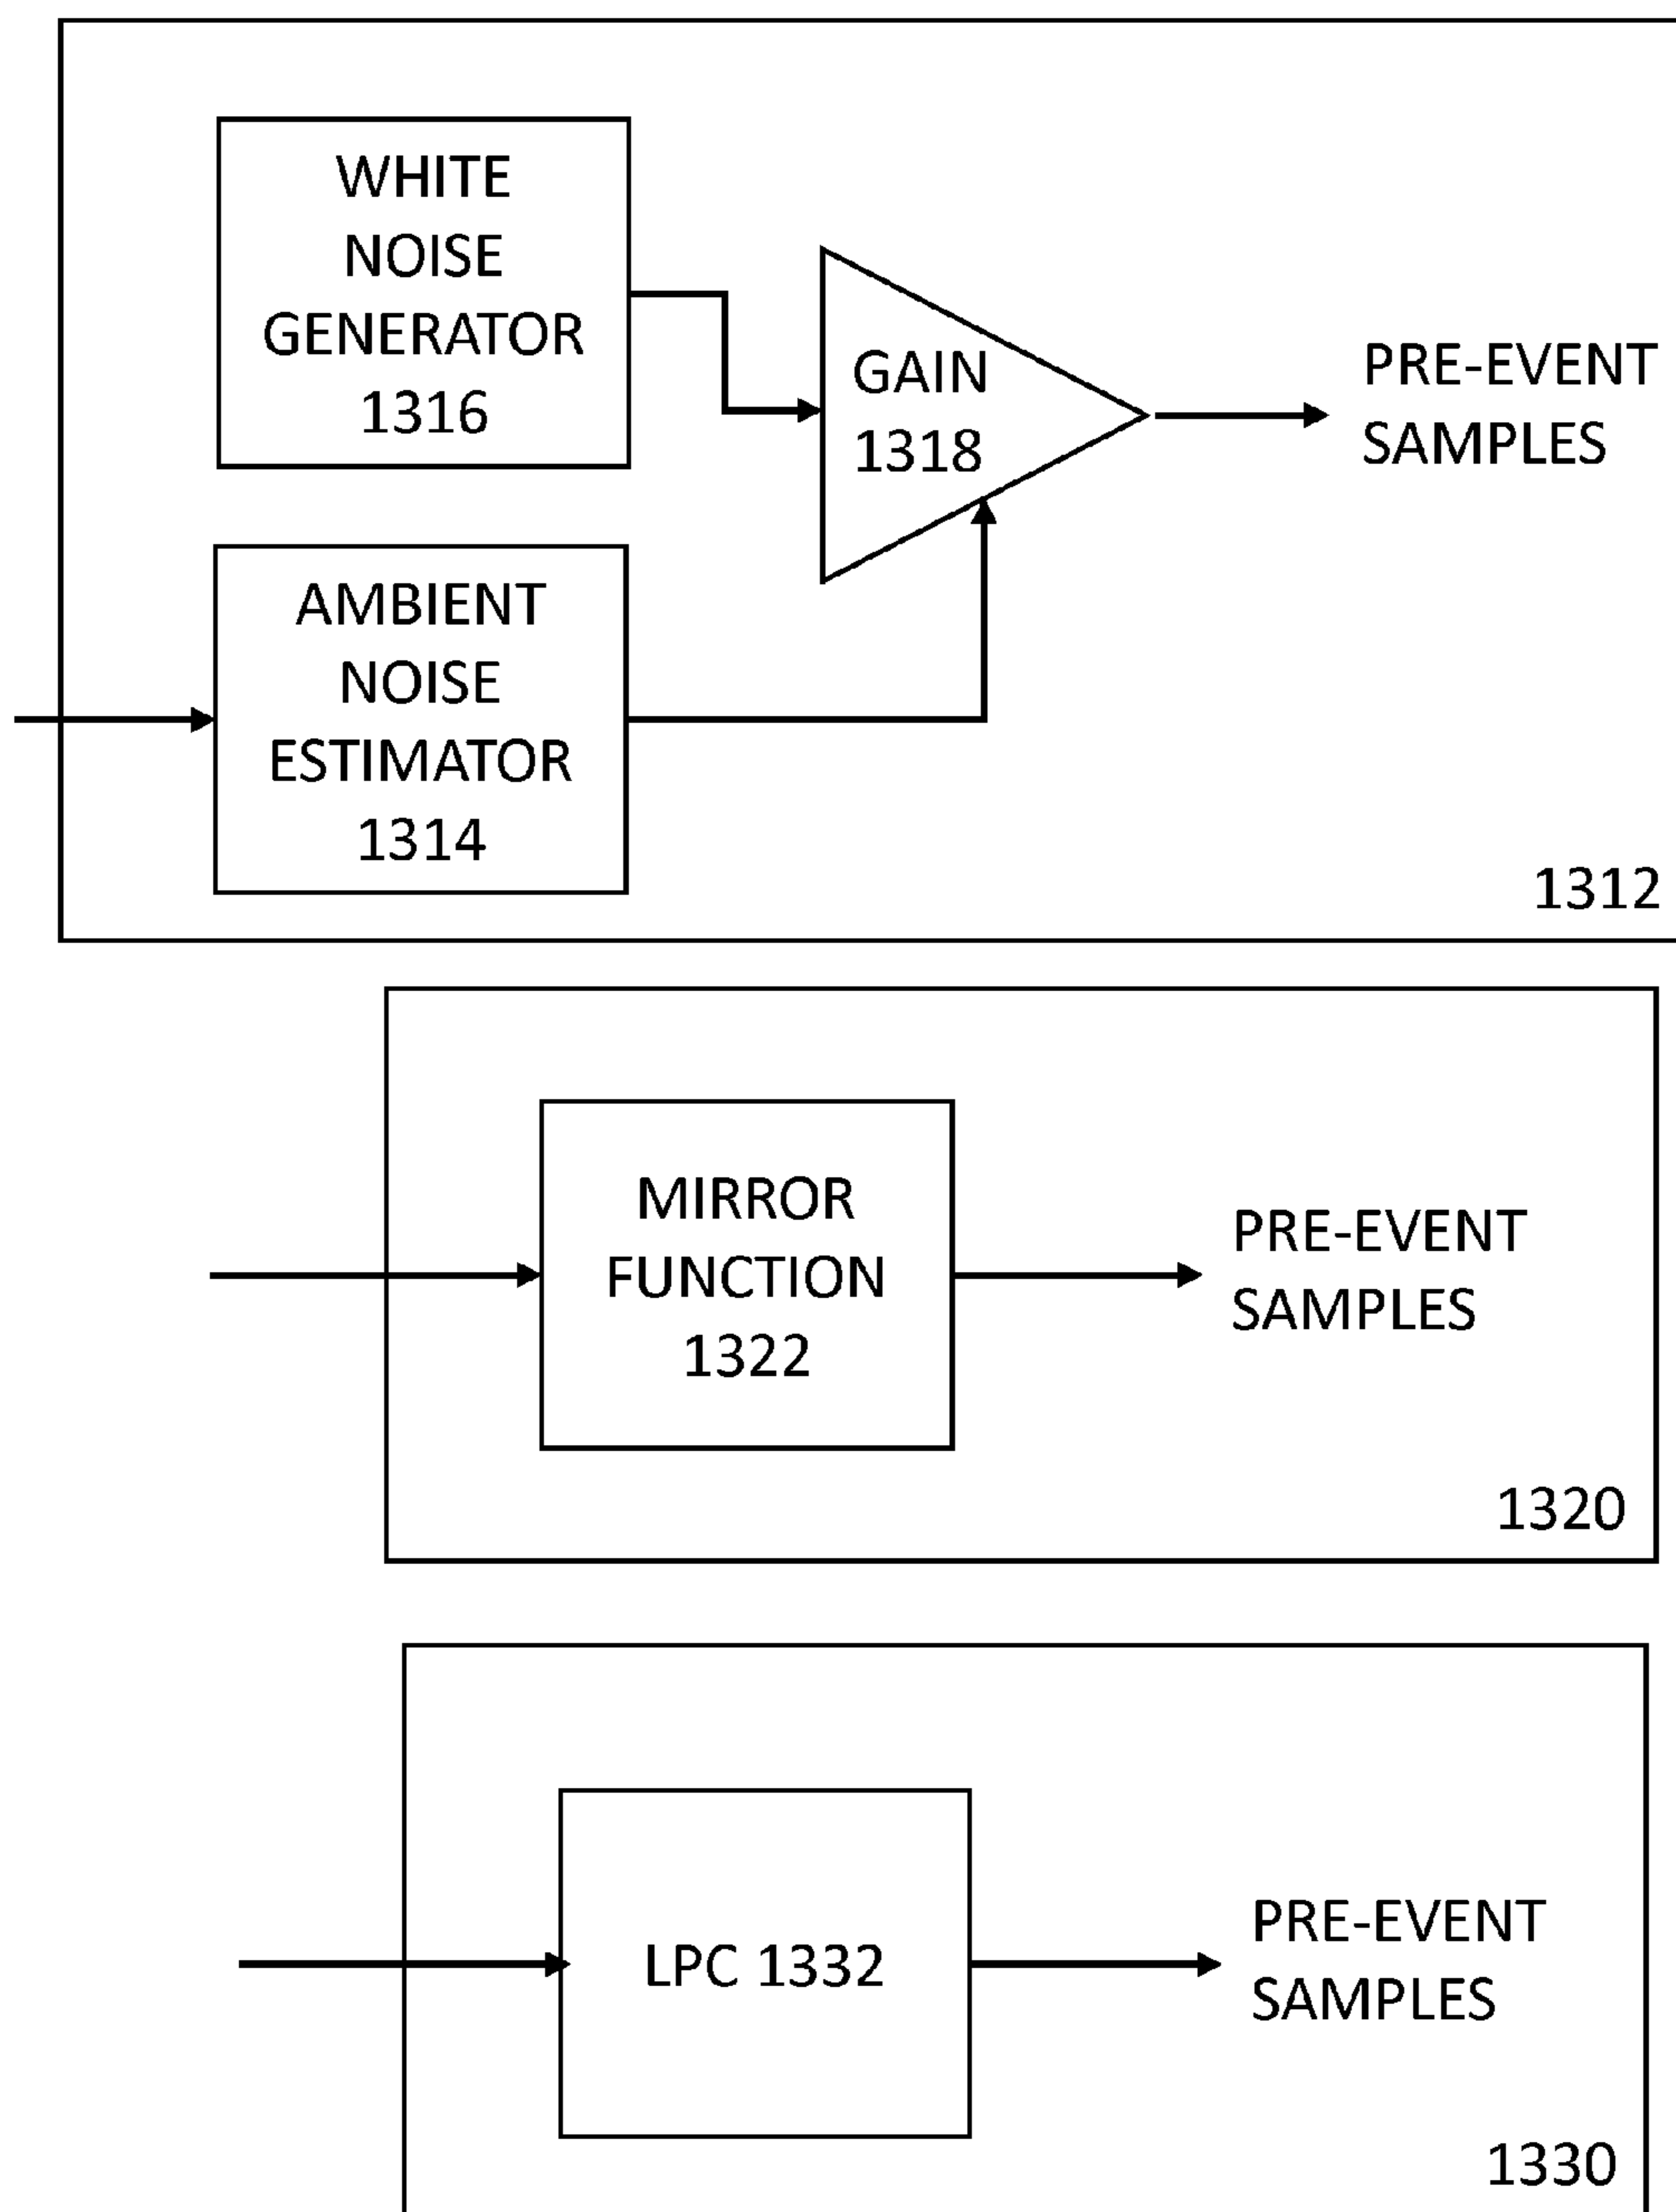 WHITE
NOISE
GENERATOR
1316
GAIN
1318
PRE-EVENT
SAMPLES
AMBIENT
NOISE
ESTIMATOR
1314
1312
MIRROR
FUNCTION
1322
PRE-EVENT
SAMPLES
1320
LPC 1332
PRE-EVENT
SAMPLES
1330